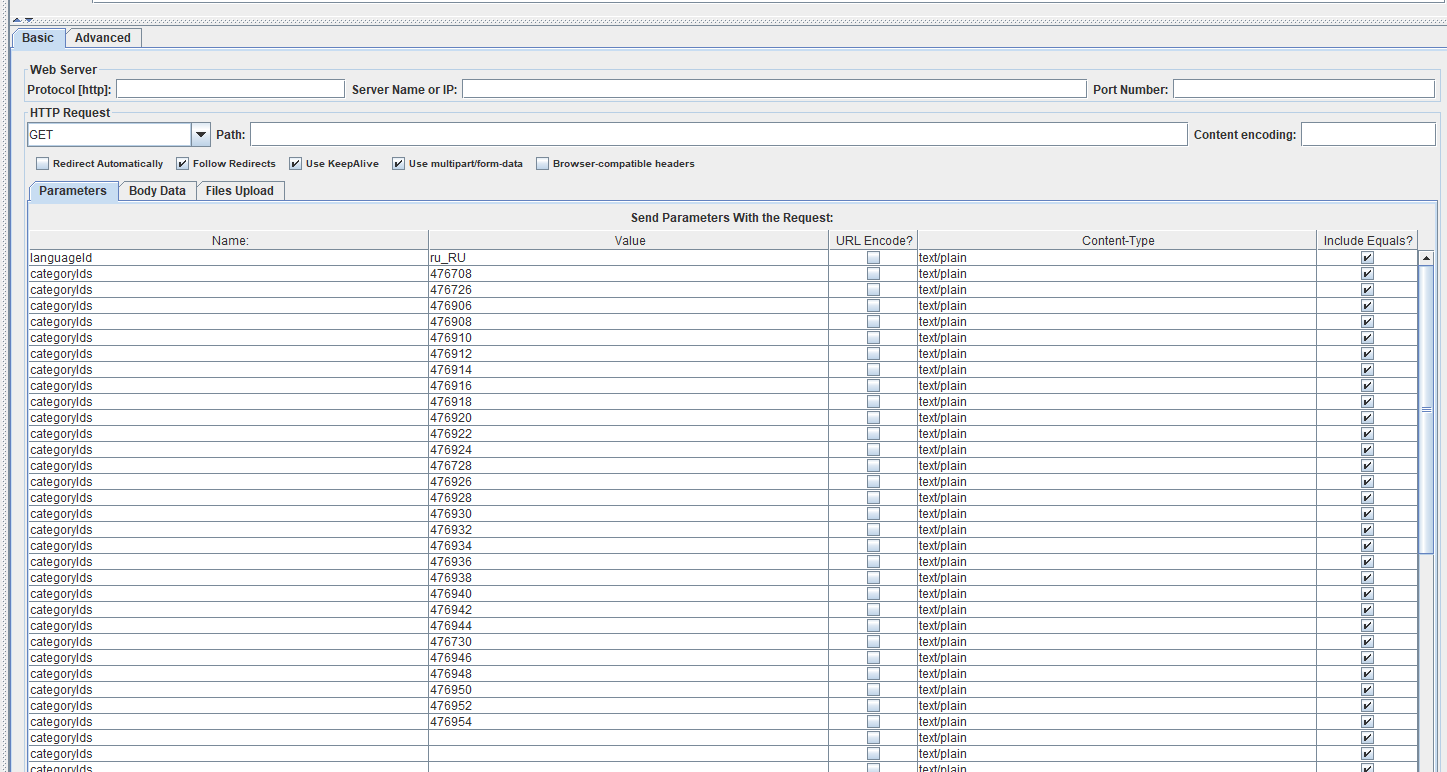 Basic Advanced
Web Server
Protocol [http]: Server Name or IP: Port Number:
HTTP Request
GET Path: Content encoding:
Redirect Automatically Follow Redirects Use KeepAlive Use multipart/form-data Browser-compatible headers
Parameters Body Data Files Upload
Send Parameters With the Request:
Name: Value URL Encode? Content-Type Include Equals?
languageId ru_RU text/plain
categoryIds 476708 text/plain
categoryIds 476726 text/plain
categoryIds 476906 text/plain
categoryIds 476908 text/plain
categoryIds 476910 text/plain
categoryIds 476912 text/plain
categoryIds 476914 text/plain
categoryIds 476916 text/plain
categoryIds 476918 text/plain
categoryIds 476920 text/plain
categoryIds 476922 text/plain
categoryIds 476924 text/plain
categoryIds 476728 text/plain
categoryIds 476926 text/plain
categoryIds 476928 text/plain
categoryIds 476930 text/plain
categoryIds 476932 text/plain
categoryIds 476934 text/plain
categoryIds 476936 text/plain
categoryIds 476938 text/plain
categoryIds 476940 text/plain
categoryIds 476942 text/plain
categoryIds 476944 text/plain
categoryIds 476730 text/plain
categoryIds 476946 text/plain
categoryIds 476948 text/plain
categoryIds 476950 text/plain
categoryIds 476952 text/plain
categoryIds 476954 text/plain
categoryIds text/plain
categoryIds text/plain
categoryIds text/plain